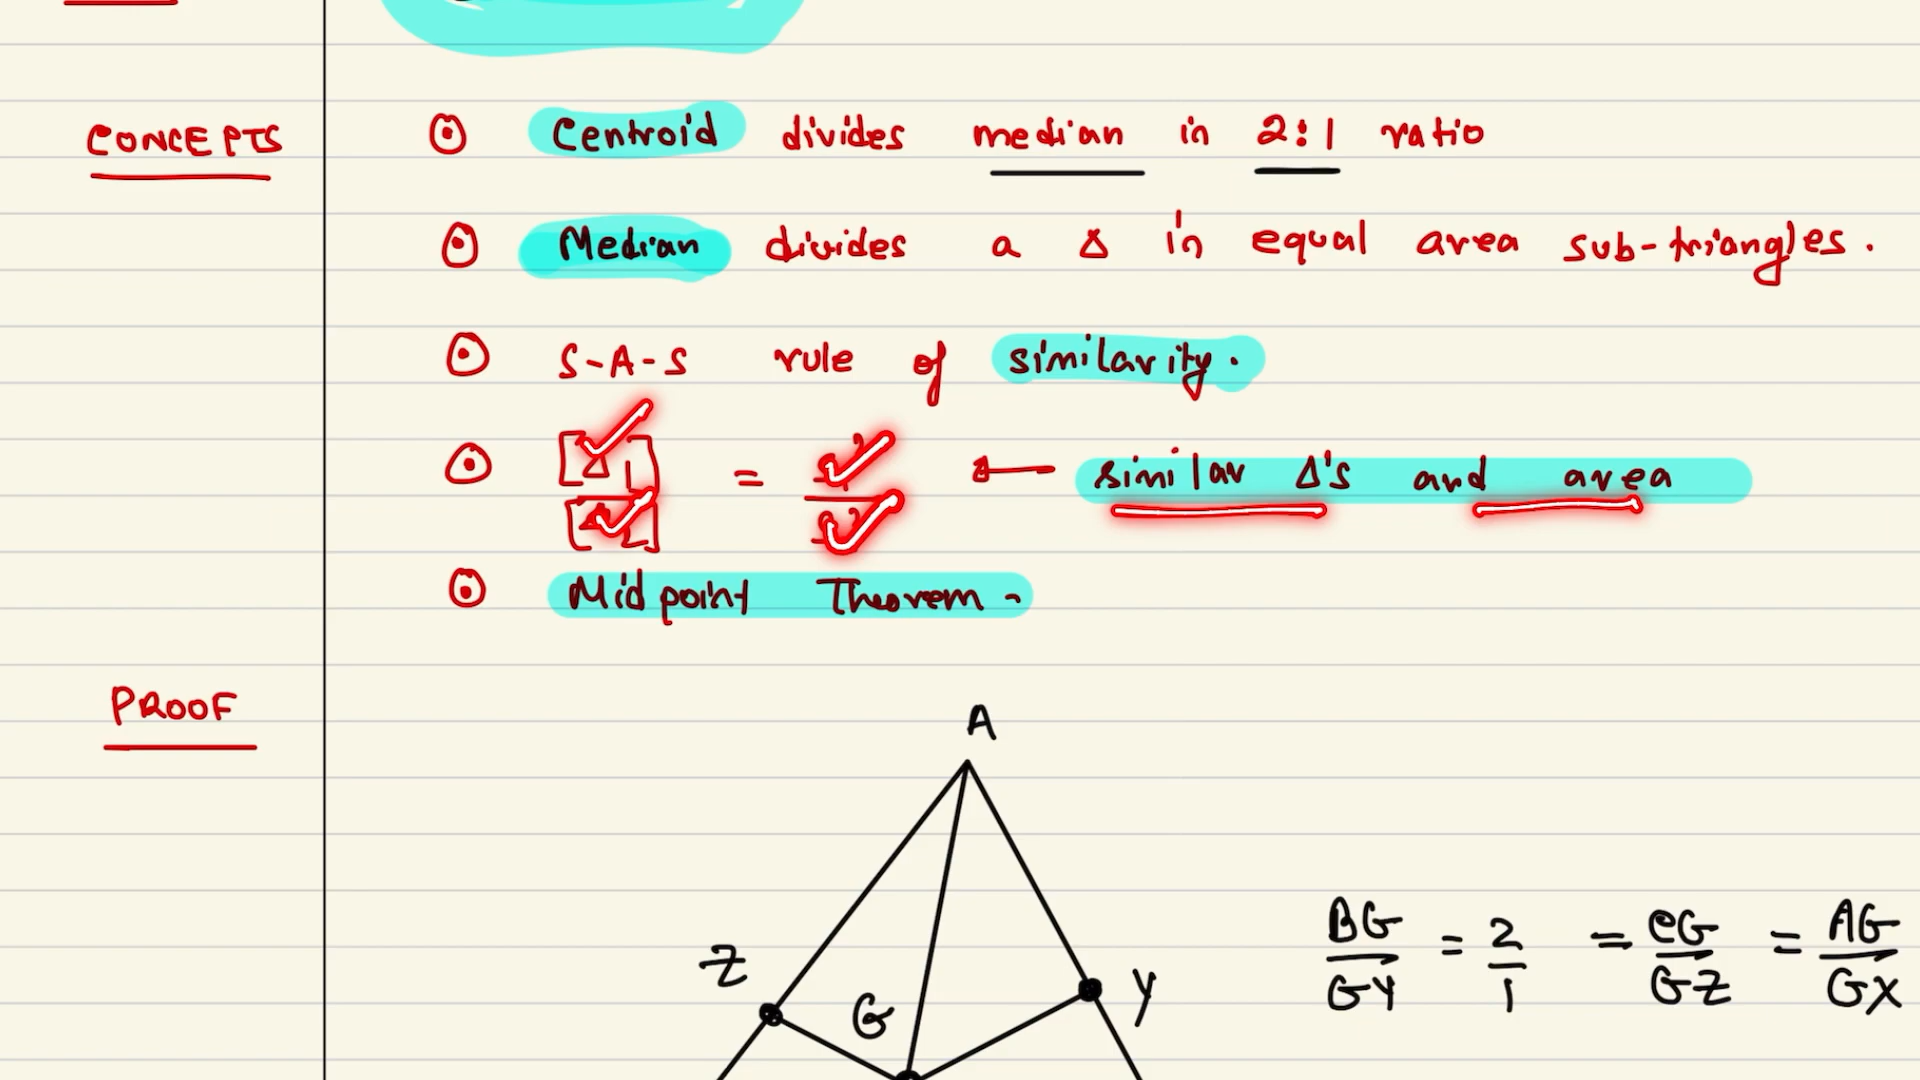 CONCEPTS
Centroid divides median in 2:1 ratio
Median divides a Δ in equal area sub-triangles.
S-A-S rule of similarity.
= ← similar Δ's and area
Midpoint Theorem.
PROOF
A
Z G Y
BG/GY = 2/1 = CG/GZ = AG/GX